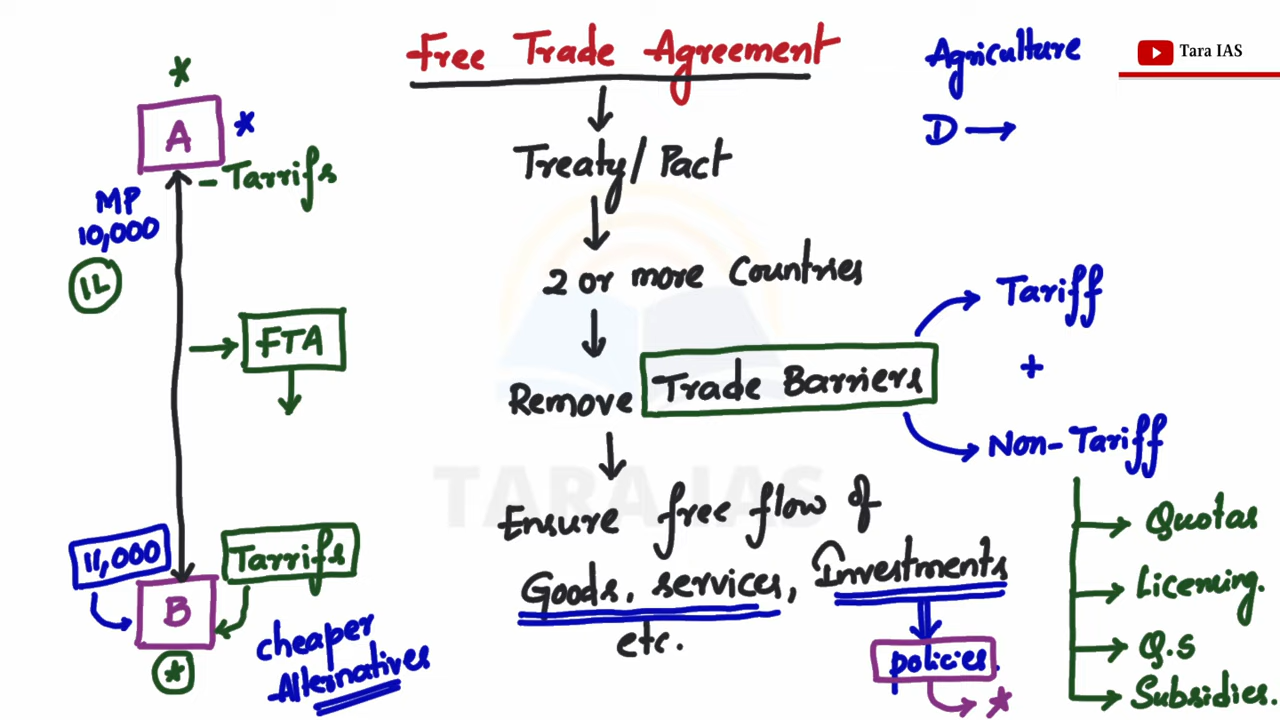 Free Trade Agreement
Treaty/Pact
2 or more Countries
Remove Trade Barriers
Ensure free flow of
Goods, services, Investments
etc.
policies.
*
Tariff
+
Non-Tariff
Quotas
Licensing.
Q.S
Subsidies.
Agriculture
D →
Tara IAS
*
A *
- Tarrifs
MP
10,000
1L
FTA
11,000
Tarrifs
B
*
cheaper
Alternatives
TARA IAS